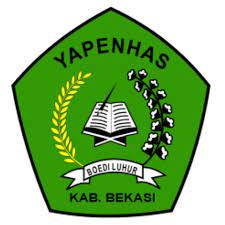 YAPENHAS
BOEDI LUHUR
KAB. BEKASI